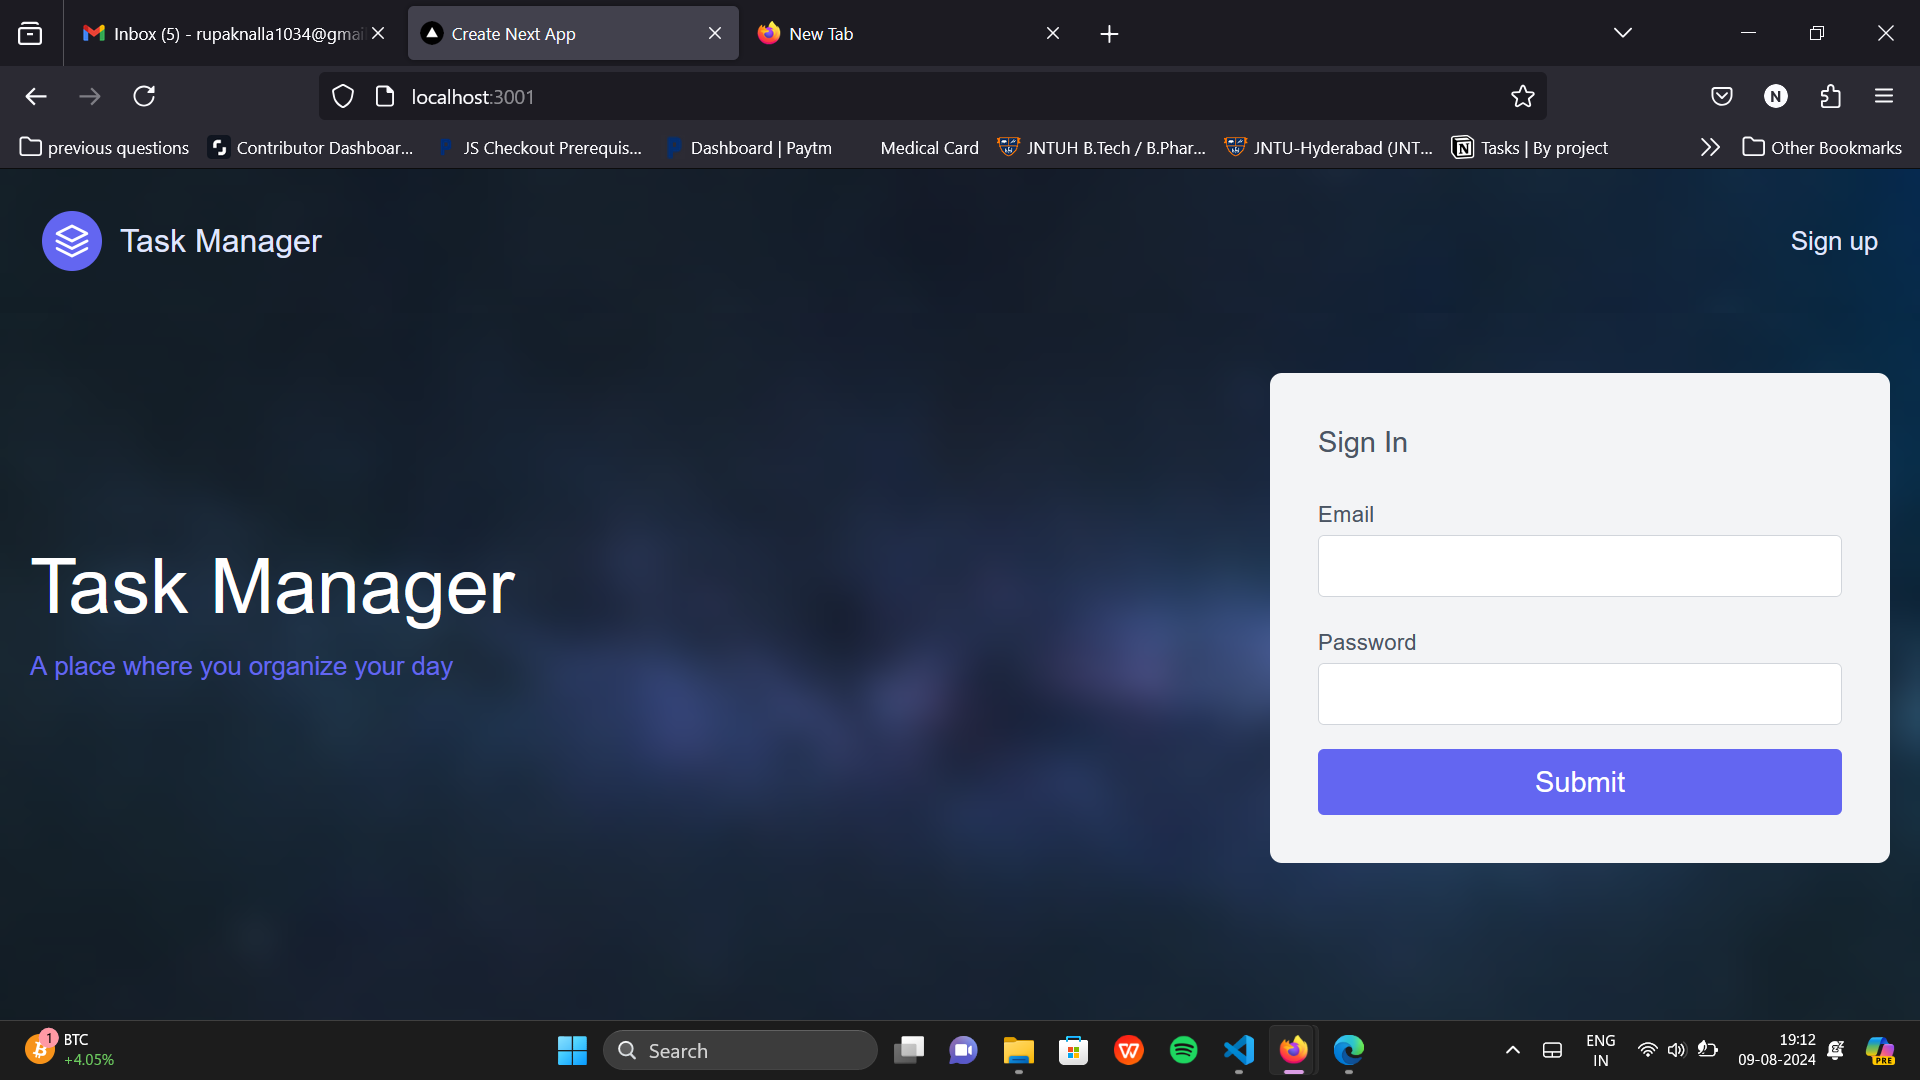 Inbox (5) - rupaknalla1034@gmai
Create Next App
New Tab
localhost:3001
N
previous questions
Contributor Dashboar...
JS Checkout Prerequis...
Dashboard | Paytm
Medical Card
JNTUH B.Tech / B.Phar...
JNTU-Hyderabad (JNT...
Tasks | By project
Other Bookmarks
Task Manager
Sign up
Task Manager
A place where you organize your day
Sign In
Email
Password
Submit
1
BTC
+4.05%
Search
ENG
IN
19:12
09-08-2024
PRE